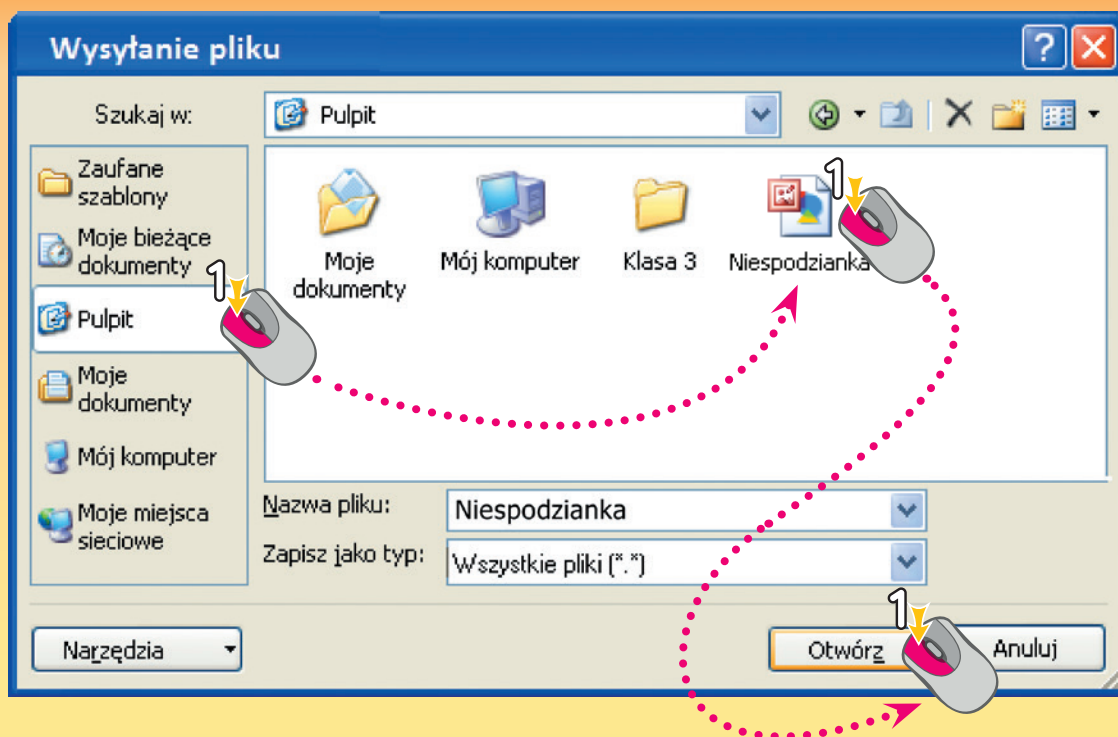 Wysyłanie pliku
?
Szukaj w:
Pulpit
Zaufane
szablony
Moje bieżące
dokumenty
1
Pulpit
Moje
dokumenty
Mój komputer
Moje miejsca
sieciowe
Moje
dokumenty
Mój komputer
Klasa 3
Niespodzianka
1
Nazwa pliku:
Niespodzianka
Zapisz jako typ:
Wszystkie pliki (*.*)
Narzędzia
Otwórz
1
Anuluj